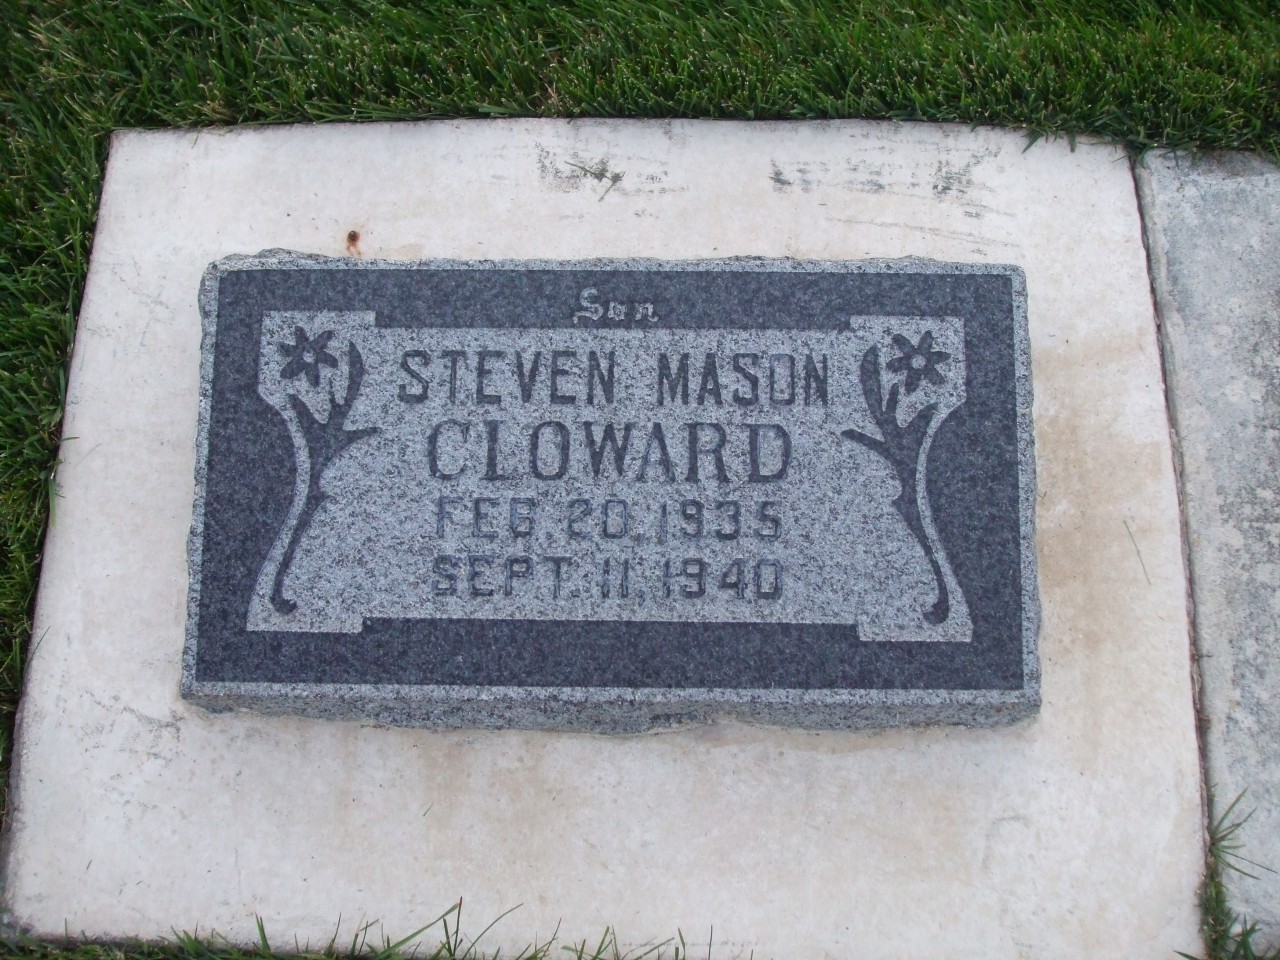 Son
STEVEN MASON
CLOWARD
FEB. 20, 1935
SEPT. 11, 1940